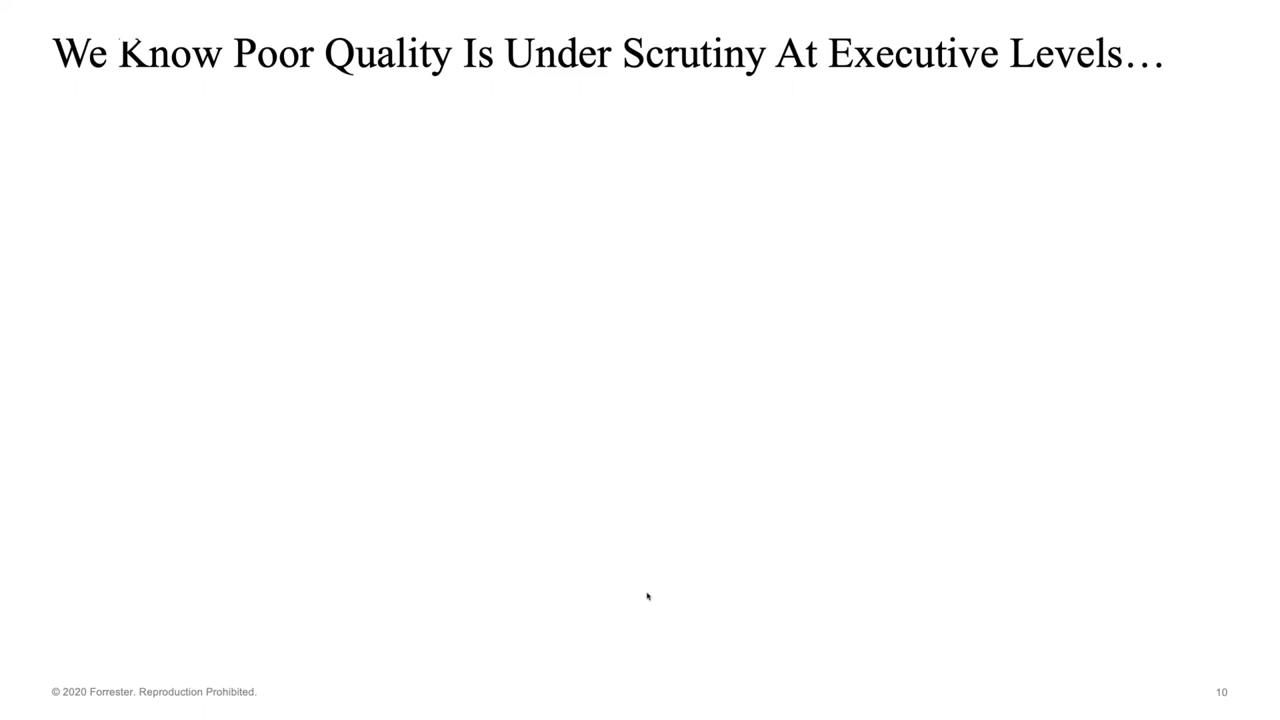 We Know Poor Quality Is Under Scrutiny At Executive Levels…
© 2020 Forrester. Reproduction Prohibited.
10